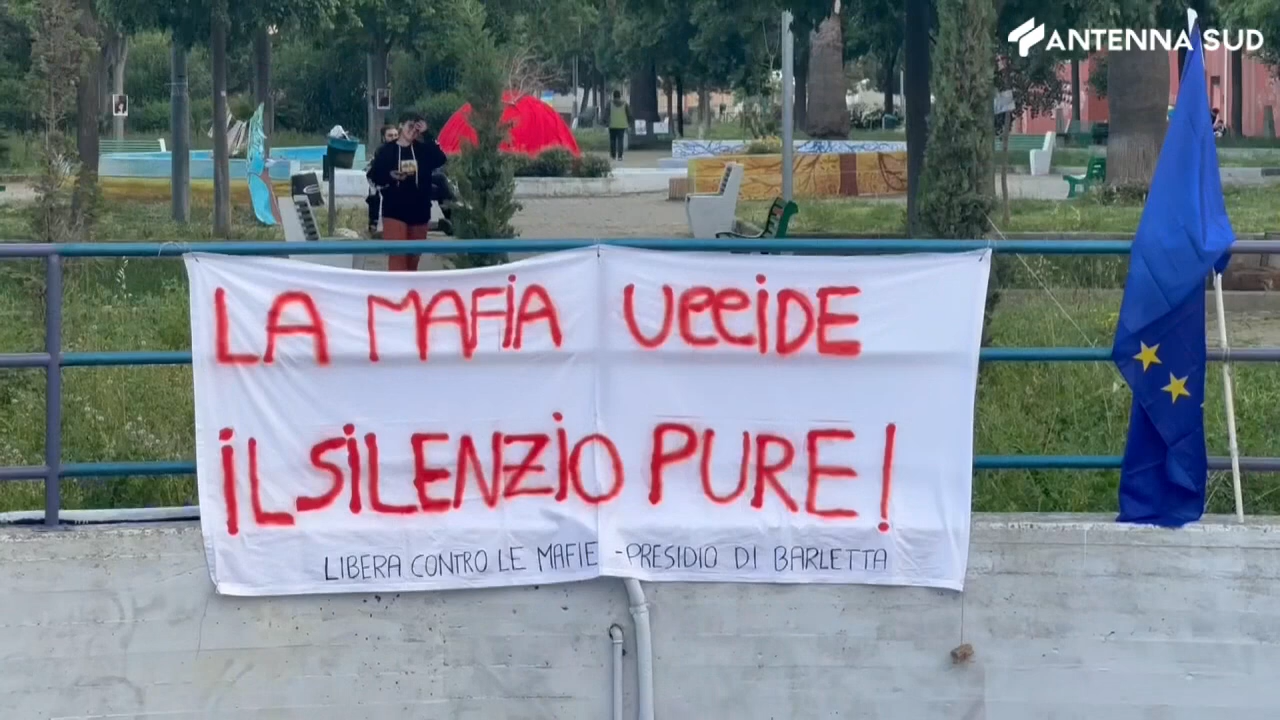 ANTENNA SUD
LA MAFiA UCCiDE
iL SiLENZiO PURE!
LIBERA CONTRO LE MAFIE - PRESIDIO DI BARLETTA